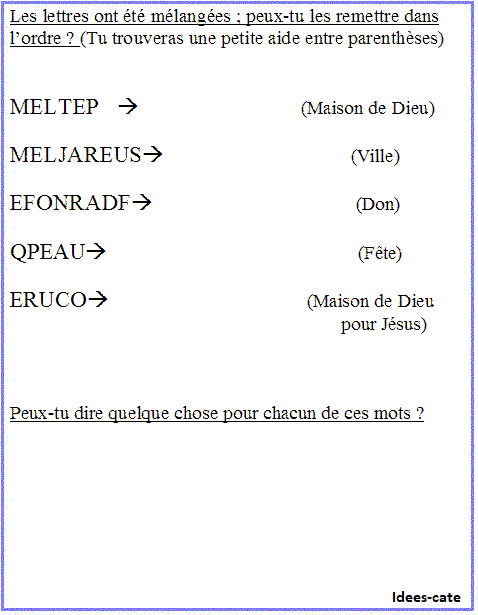 Les lettres ont été mélangées ; peux-tu les remettre dans
l’ordre ? (Tu trouveras une petite aide entre parenthèses)
MELTEP → (Maison de Dieu)
MELJAREUS→ (Ville)
EFONRADF→ (Don)
QPEAU→ (Fête)
ERUCO→ (Maison de Dieu
pour Jésus)
Peux-tu dire quelque chose pour chacun de ces mots ?
Idees-cate